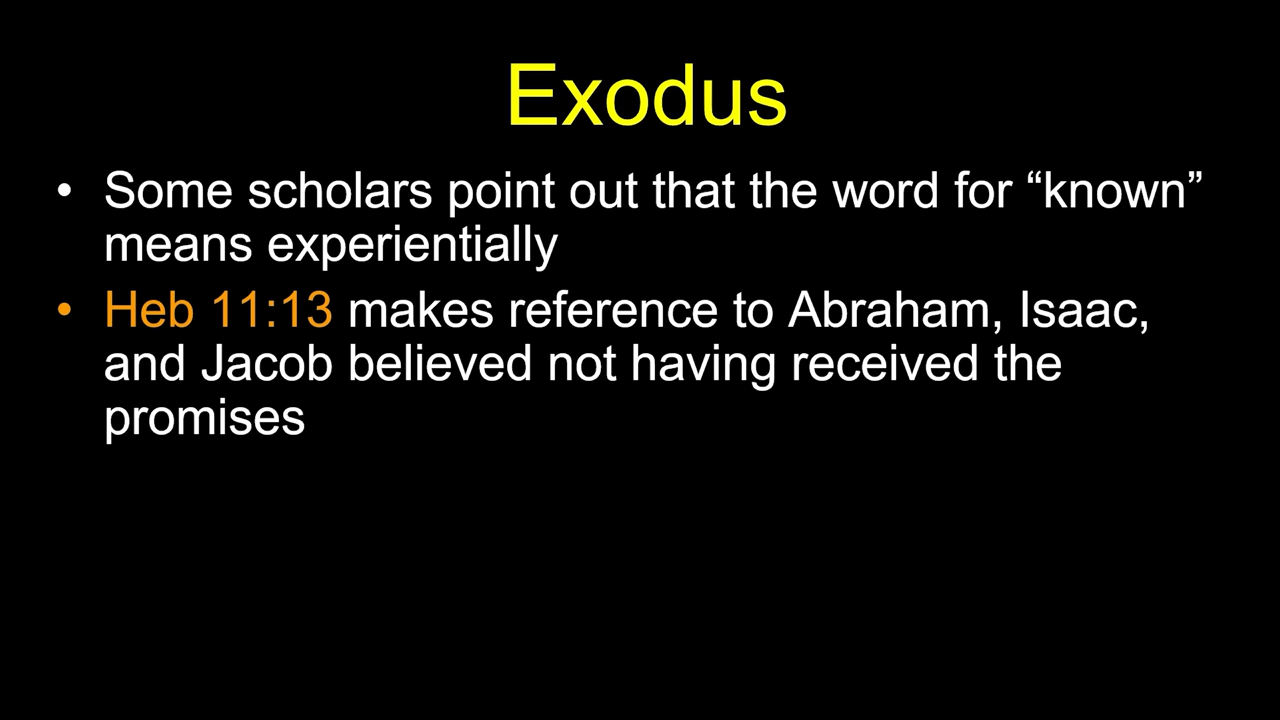 Exodus
• Some scholars point out that the word for “known”
means experientially
• Heb 11:13 makes reference to Abraham, Isaac,
and Jacob believed not having received the
promises